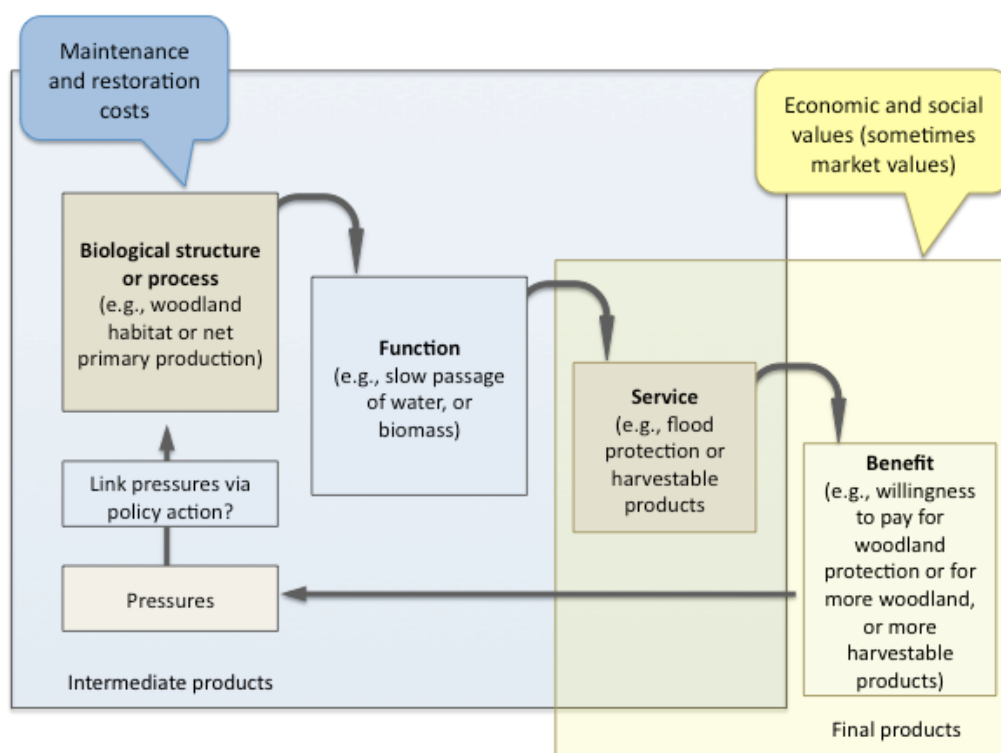 Maintenance
and restoration
costs
Economic and social
values (sometimes
market values)
Biological structure
or process
(e.g., woodland
habitat or net
primary production)
Function
(e.g., slow passage
of water, or
biomass)
Service
(e.g., flood
protection or
harvestable
products
Benefit
(e.g., willingness
to pay for
woodland
protection or for
more woodland,
or more
harvestable
products)
Link pressures via
policy action?
Pressures
Intermediate products
Final products